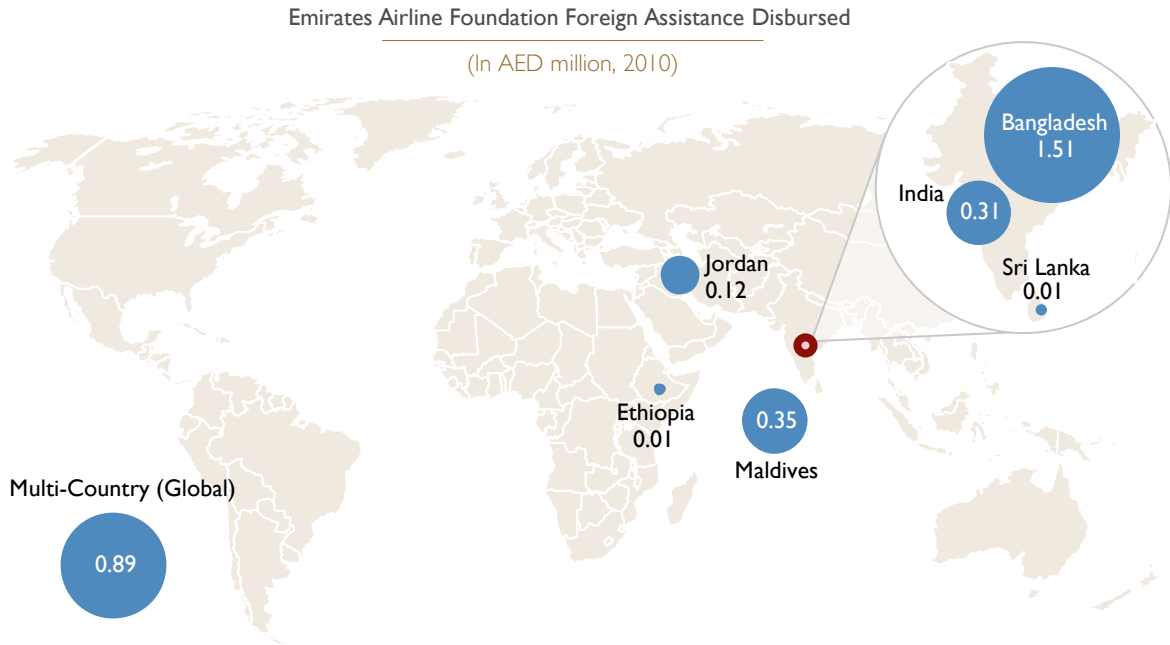 Emirates Airline Foundation Foreign Assistance Disbursed
(In AED million, 2010)
Bangladesh
1.51
India
0.31
Sri Lanka
0.01
Jordan
0.12
Ethiopia
0.01
0.35
Maldives
Multi-Country (Global)
0.89